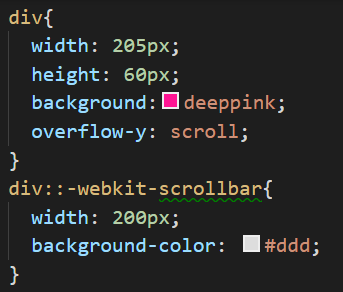 div{
width: 205px;
height: 60px;
background: deeppink;
overflow-y: scroll;
}
div::-webkit-scrollbar{
width: 200px;
background-color: #ddd;
}